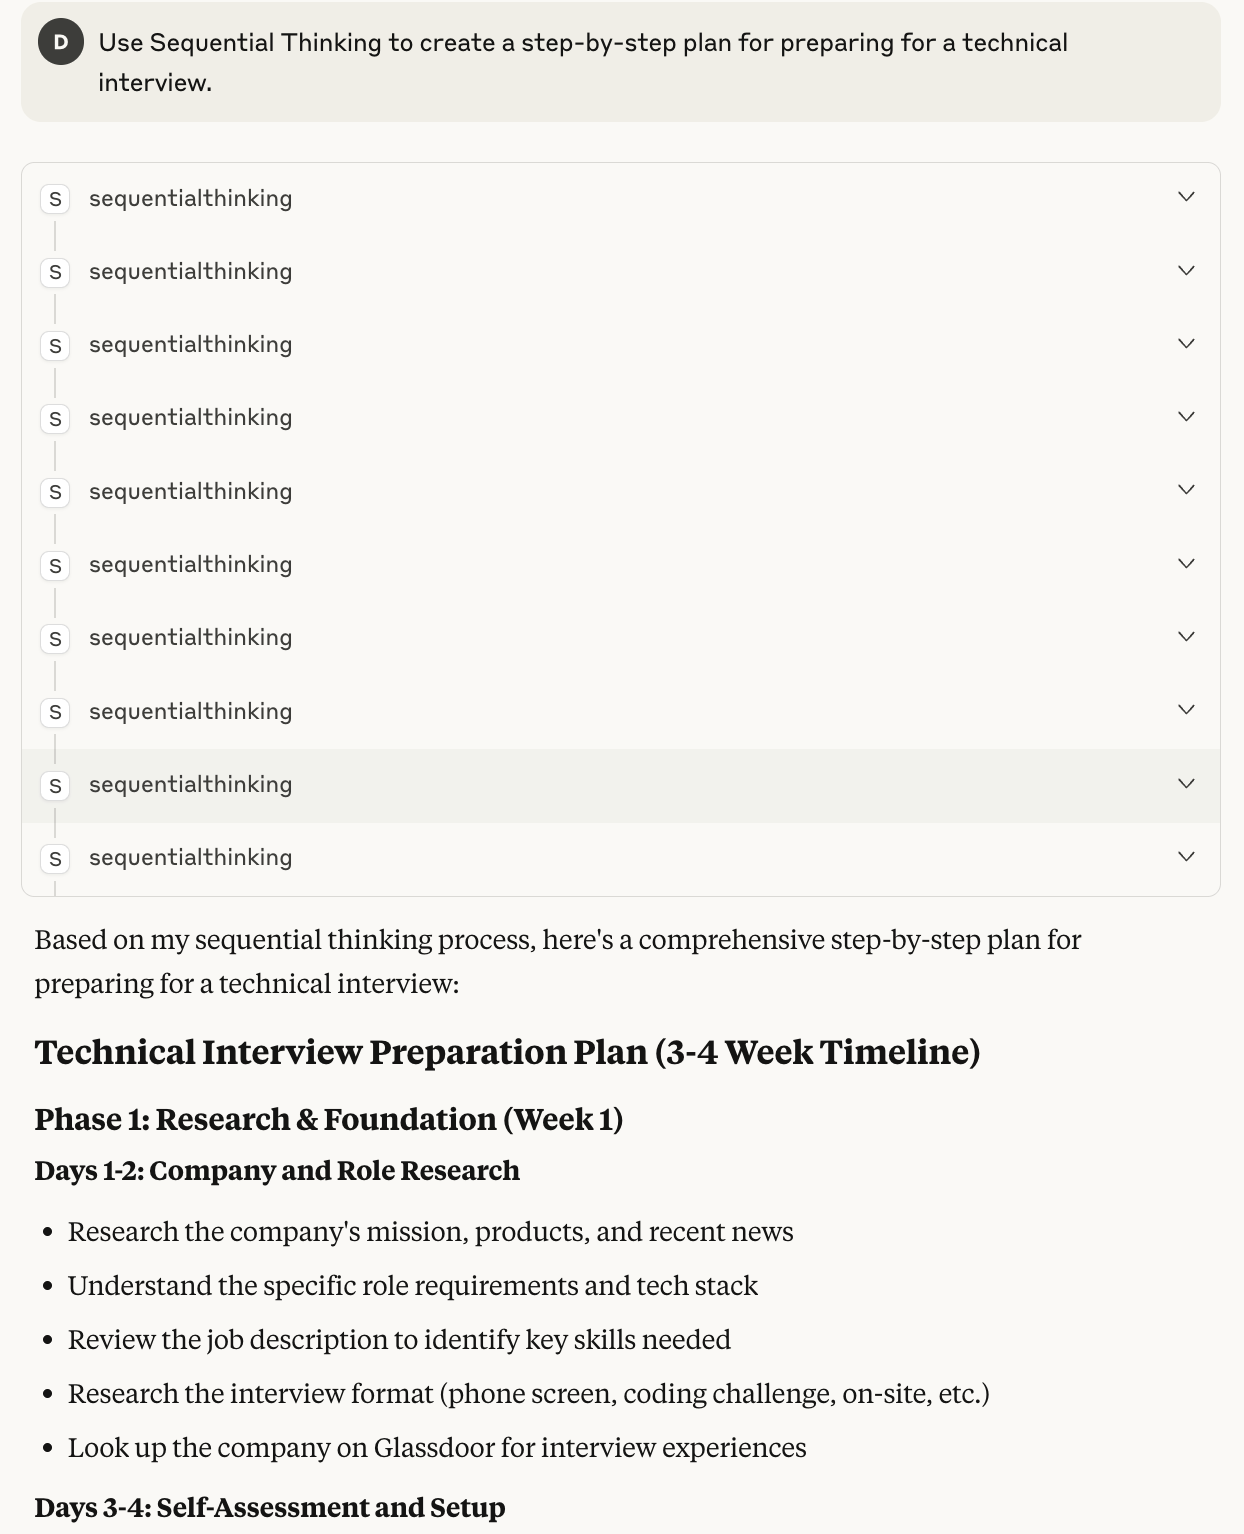 D
Use Sequential Thinking to create a step-by-step plan for preparing for a technical
interview.
S sequentialthinking
S sequentialthinking
S sequentialthinking
S sequentialthinking
S sequentialthinking
S sequentialthinking
S sequentialthinking
S sequentialthinking
S sequentialthinking
S sequentialthinking
Based on my sequential thinking process, here's a comprehensive step-by-step plan for
preparing for a technical interview:
Technical Interview Preparation Plan (3-4 Week Timeline)
Phase 1: Research & Foundation (Week 1)
Days 1-2: Company and Role Research
• Research the company's mission, products, and recent news
• Understand the specific role requirements and tech stack
• Review the job description to identify key skills needed
• Research the interview format (phone screen, coding challenge, on-site, etc.)
• Look up the company on Glassdoor for interview experiences
Days 3-4: Self-Assessment and Setup